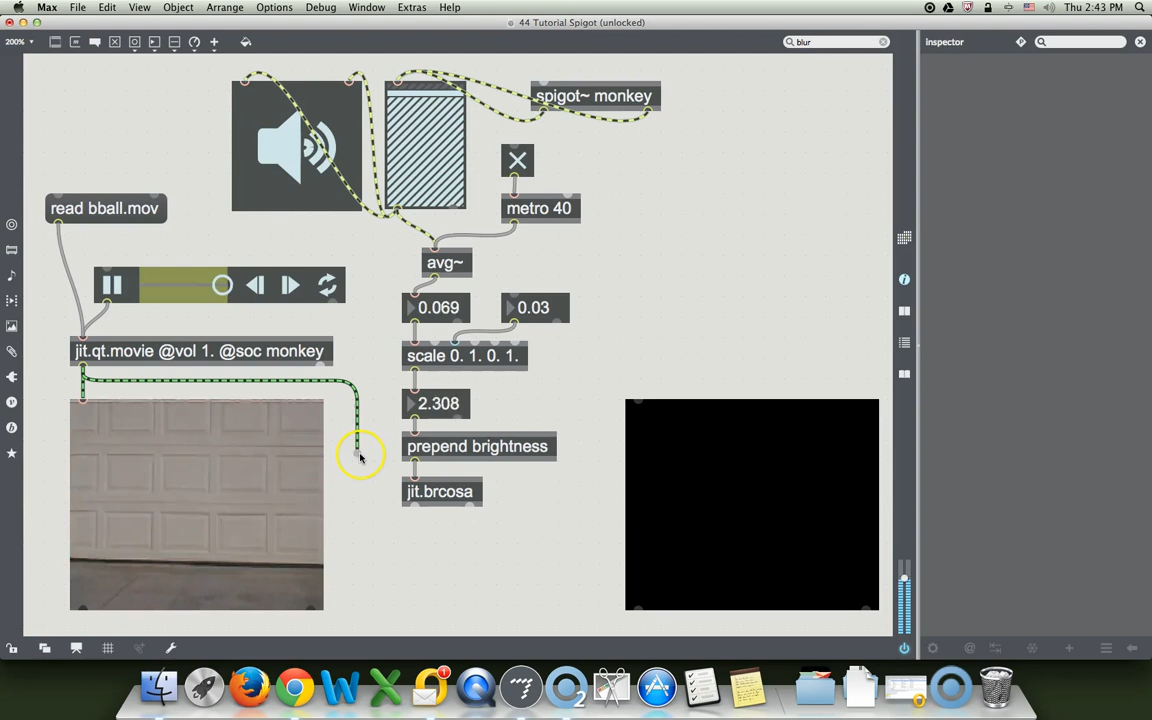 Max File Edit View Object Arrange Options Debug Window Extras Help
Thu 2:43 PM
44 Tutorial Spigot (unlocked)
200%
blur
inspector
spigot~ monkey
read bball.mov
metro 40
avg~
0.069
0.03
jit.qt.movie @vol 1. @soc monkey
scale 0. 1. 0. 1.
2.308
prepend brightness
jit.brcosa
1
2